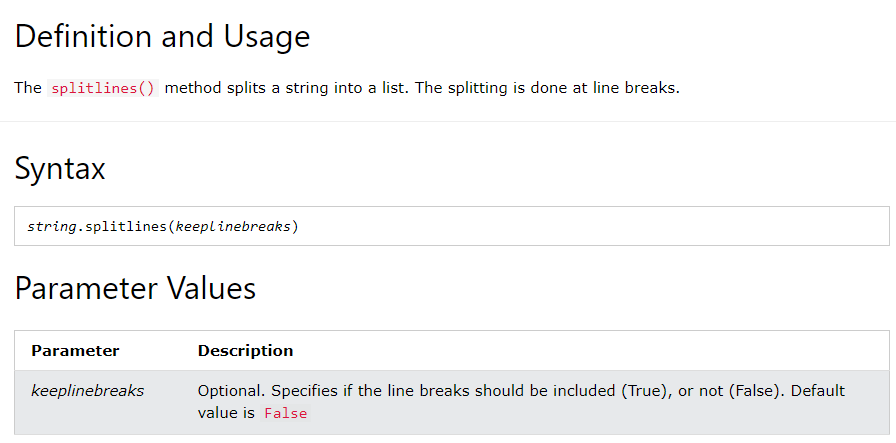 Definition and Usage
The splitlines() method splits a string into a list. The splitting is done at line breaks.
Syntax
string.splitlines(keeplinebreaks)
Parameter Values
Parameter Description
keeplinebreaks Optional. Specifies if the line breaks should be included (True), or not (False). Default
value is False